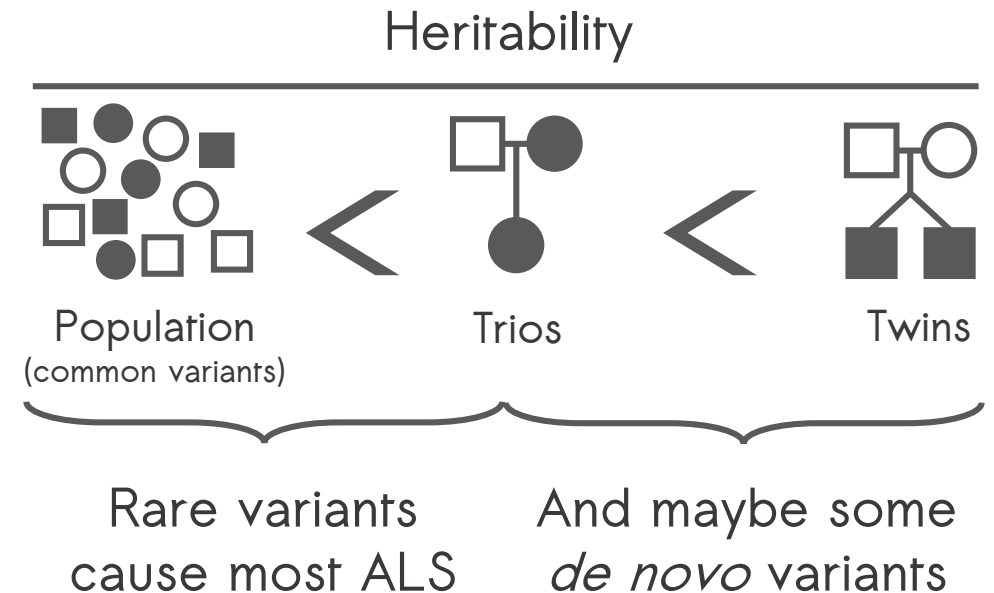 Heritability
Population
(common variants)
Trios
Twins
Rare variants
cause most ALS
And maybe some
de novo variants